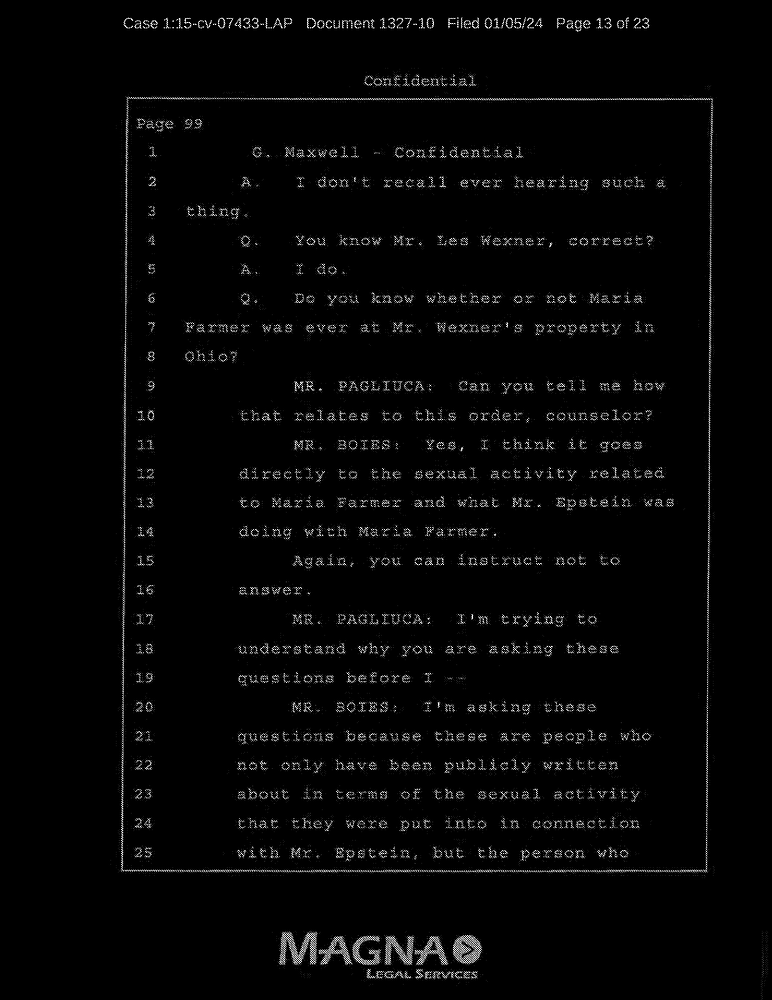 Case 1:15-cv-07433-LAP Document 1327-10 Filed 01/05/24 Page 13 of 23
Confidential
Page 99
1 G. Maxwell - Confidential
2 A. I don't recall ever hearing such a
3 thing.
4 Q. You know Mr. Les Wexner, correct?
5 A. I do.
6 Q. Do you know whether or not Maria
7 Farmer was ever at Mr. Wexner's property in
8 Ohio?
9 MR. PAGLIUCA: Can you tell me how
10 that relates to this order, counselor?
11 MR. BOIES: Yes, I think it goes
12 directly to the sexual activity related
13 to Maria Farmer and what Mr. Epstein was
14 doing with Maria Farmer.
15 Again, you can instruct not to
16 answer.
17 MR. PAGLIUCA: I'm trying to
18 understand why you are asking these
19 questions before I --
20 MR. BOIES: I'm asking these
21 questions because these are people who
22 not only have been publicly written
23 about in terms of the sexual activity
24 that they were put into in connection
25 with Mr. Epstein, but the person who
MAGNA
LEGAL SERVICES